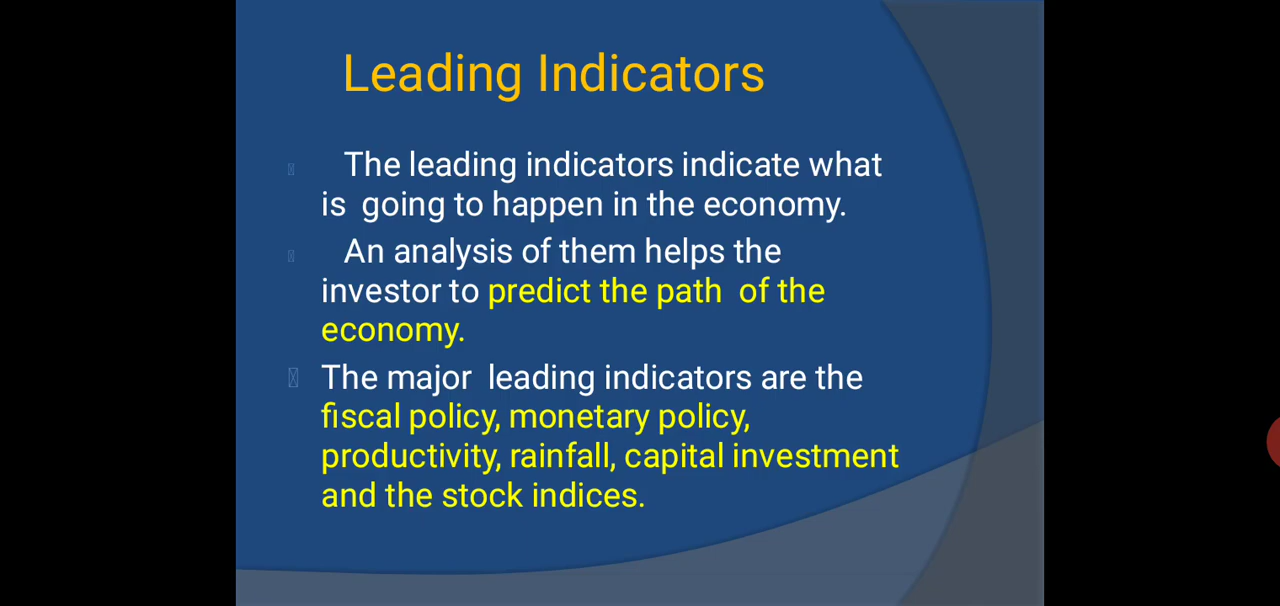 Leading Indicators
The leading indicators indicate what
is going to happen in the economy.
An analysis of them helps the
investor to predict the path of the
economy.
The major leading indicators are the
fiscal policy, monetary policy,
productivity, rainfall, capital investment
and the stock indices.